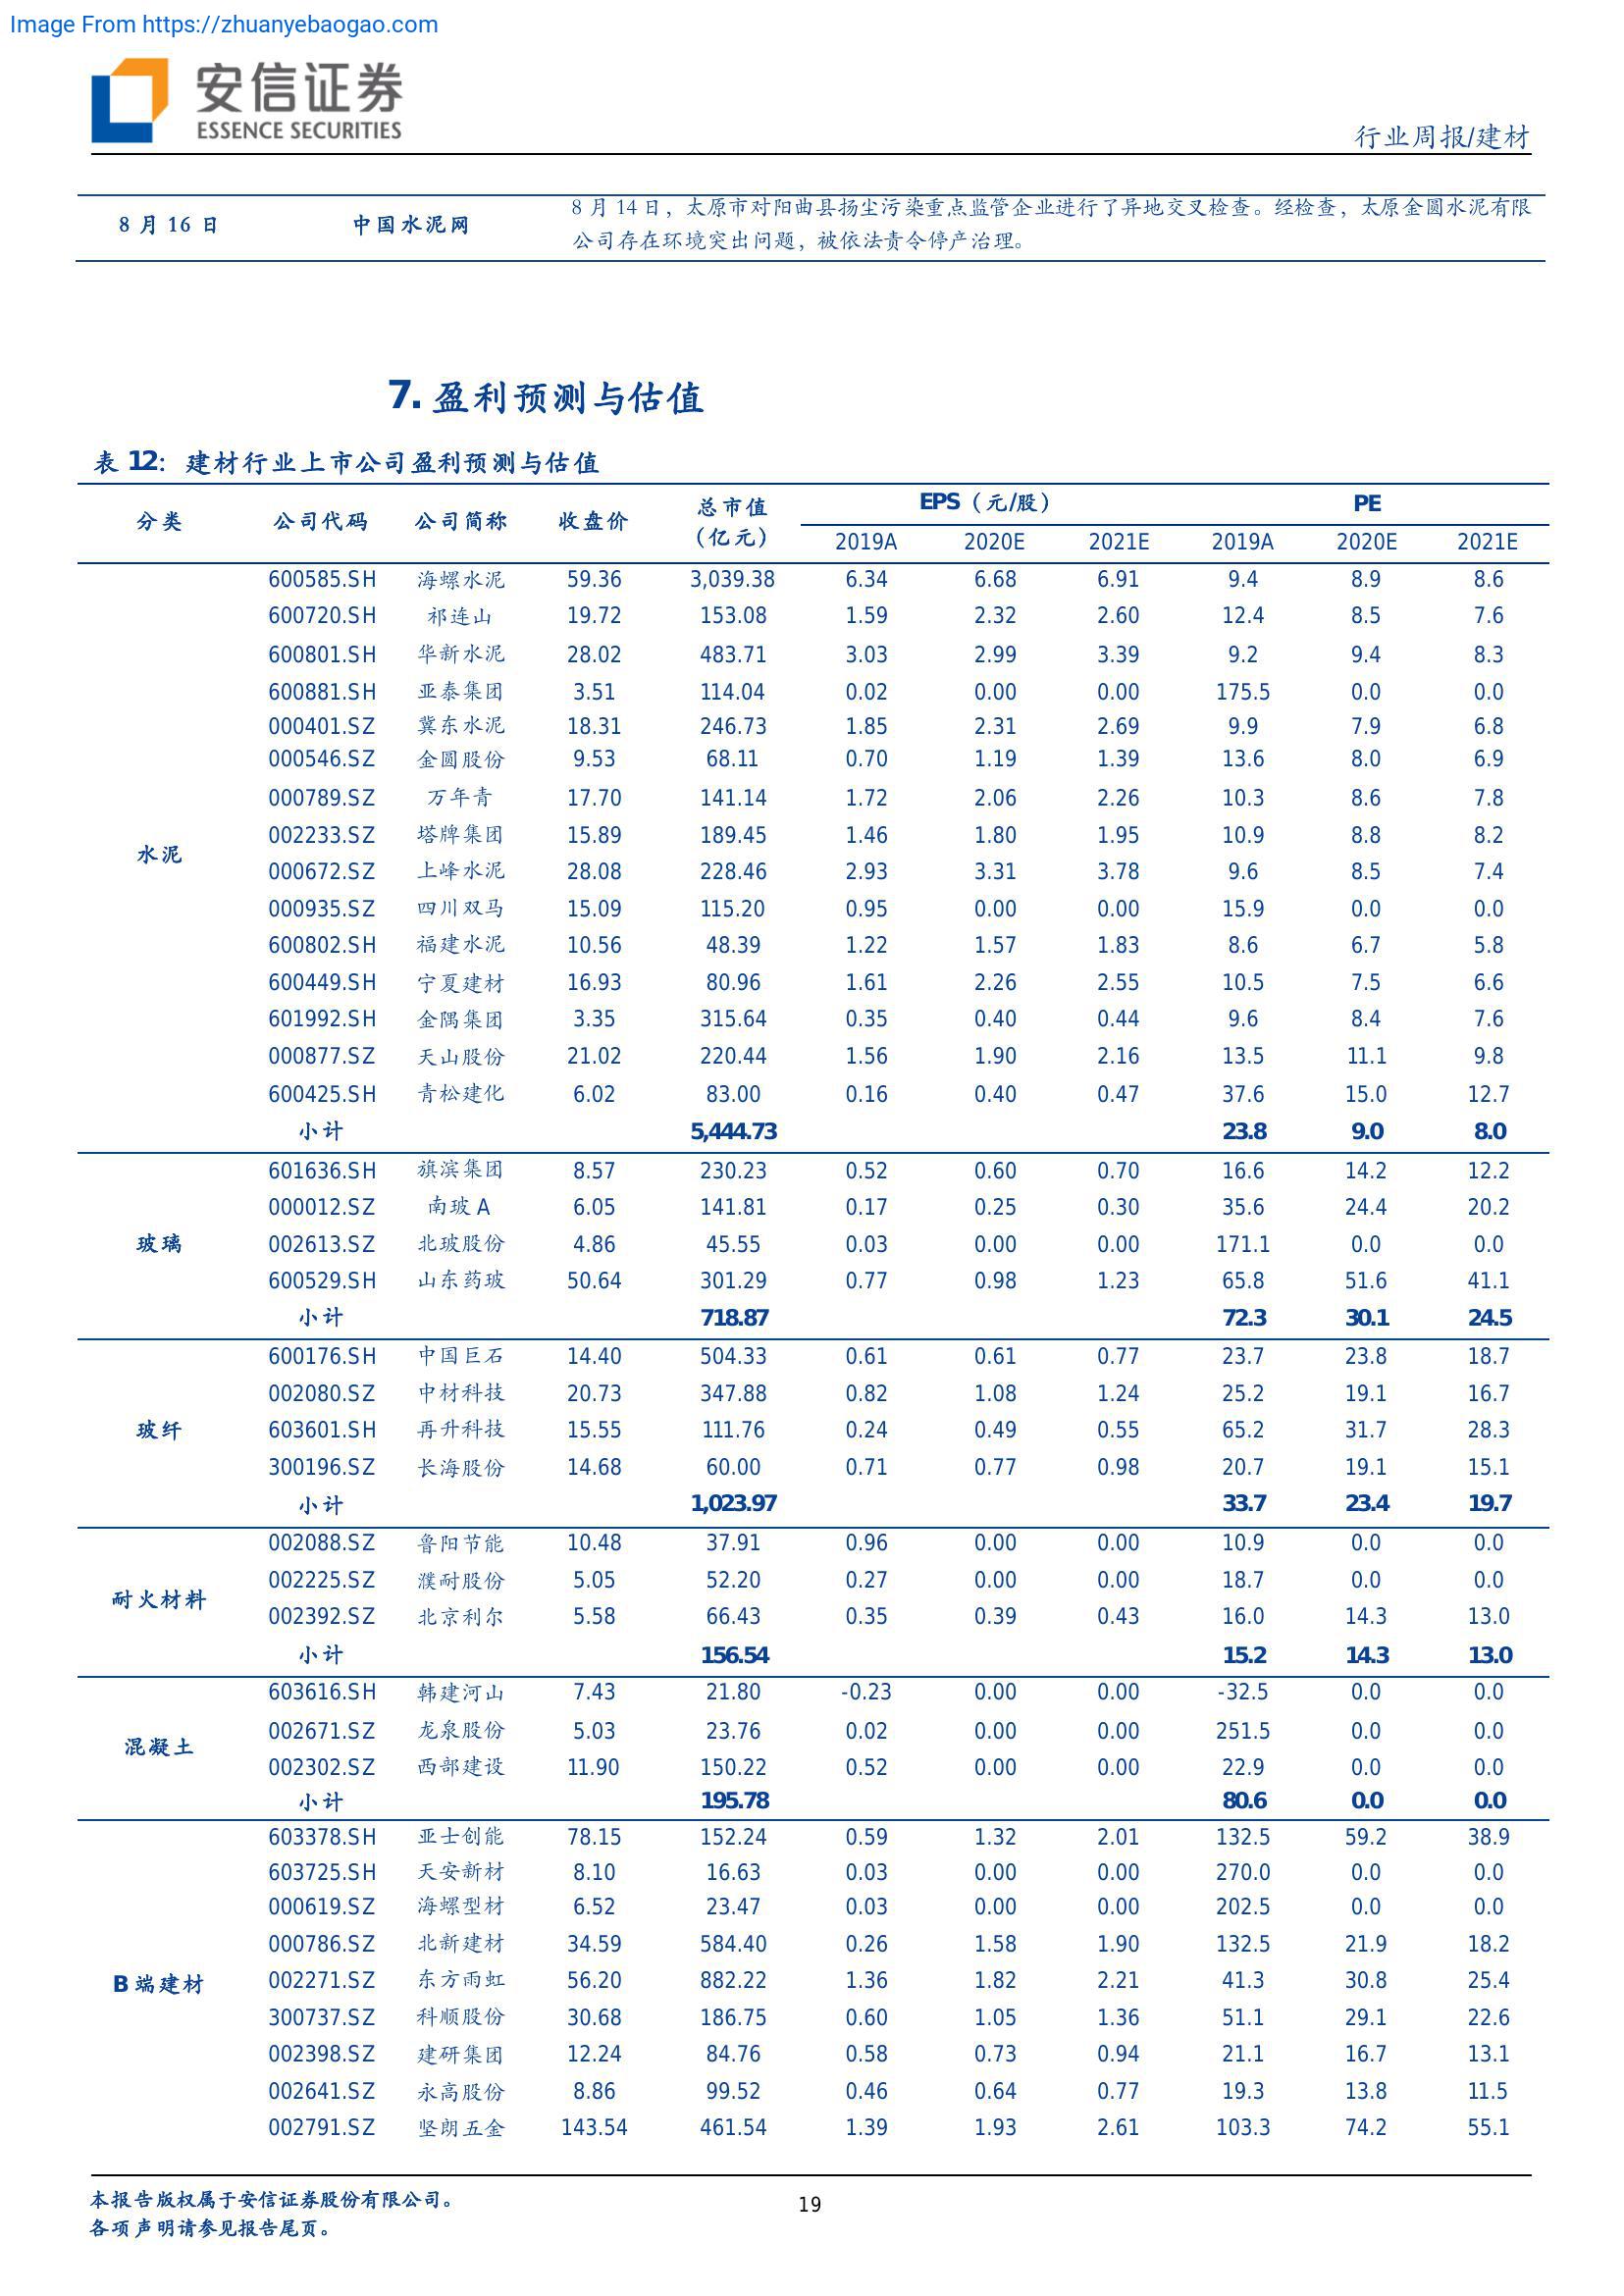 Image From https://zhuanyebaogao.com
安信证券
ESSENCE SECURITIES
行业周报/建材
8 月 16 日 中国水泥网 8 月 14 日，太原市对阳曲县扬尘污染重点监管企业进行了异地交叉检查。经检查，太原金圆水泥有限
公司存在环境突出问题，被依法责令停产治理。
7. 盈利预测与估值
表 12：建材行业上市公司盈利预测与估值
分类 公司代码 公司简称 收盘价 总市值（亿元） EPS（元/股） PE
2019A 2020E 2021E 2019A 2020E 2021E
水泥
600585.SH 海螺水泥 59.36 3,039.38 6.34 6.68 6.91 9.4 8.9 8.6
600720.SH 祁连山 19.72 153.08 1.59 2.32 2.60 12.4 8.5 7.6
600801.SH 华新水泥 28.02 483.71 3.03 2.99 3.39 9.2 9.4 8.3
600881.SH 亚泰集团 3.51 114.04 0.02 0.00 0.00 175.5 0.0 0.0
000401.SZ 冀东水泥 18.31 246.73 1.85 2.31 2.69 9.9 7.9 6.8
000546.SZ 金圆股份 9.53 68.11 0.70 1.19 1.39 13.6 8.0 6.9
000789.SZ 万年青 17.70 141.14 1.72 2.06 2.26 10.3 8.6 7.8
002233.SZ 塔牌集团 15.89 189.45 1.46 1.80 1.95 10.9 8.8 8.2
000672.SZ 上峰水泥 28.08 228.46 2.93 3.31 3.78 9.6 8.5 7.4
000935.SZ 四川双马 15.09 115.20 0.95 0.00 0.00 15.9 0.0 0.0
600802.SH 福建水泥 10.56 48.39 1.22 1.57 1.83 8.6 6.7 5.8
600449.SH 宁夏建材 16.93 80.96 1.61 2.26 2.55 10.5 7.5 6.6
601992.SH 金隅集团 3.35 315.64 0.35 0.40 0.44 9.6 8.4 7.6
000877.SZ 天山股份 21.02 220.44 1.56 1.90 2.16 13.5 11.1 9.8
600425.SH 青松建化 6.02 83.00 0.16 0.40 0.47 37.6 15.0 12.7
小计 5,444.73 23.8 9.0 8.0
玻璃
601636.SH 旗滨集团 8.57 230.23 0.52 0.60 0.70 16.6 14.2 12.2
000012.SZ 南玻 A 6.05 141.81 0.17 0.25 0.30 35.6 24.4 20.2
002613.SZ 北玻股份 4.86 45.55 0.03 0.00 0.00 171.1 0.0 0.0
600529.SH 山东药玻 50.64 301.29 0.77 0.98 1.23 65.8 51.6 41.1
小计 718.87 72.3 30.1 24.5
玻纤
600176.SH 中国巨石 14.40 504.33 0.61 0.61 0.77 23.7 23.8 18.7
002080.SZ 中材科技 20.73 347.88 0.82 1.08 1.24 25.2 19.1 16.7
603601.SH 再升科技 15.55 111.76 0.24 0.49 0.55 65.2 31.7 28.3
300196.SZ 长海股份 14.68 60.00 0.71 0.77 0.98 20.7 19.1 15.1
小计 1,023.97 33.7 23.4 19.7
耐火材料
002088.SZ 鲁阳节能 10.48 37.91 0.96 0.00 0.00 10.9 0.0 0.0
002225.SZ 濮耐股份 5.05 52.20 0.27 0.00 0.00 18.7 0.0 0.0
002392.SZ 北京利尔 5.58 66.43 0.35 0.39 0.43 16.0 14.3 13.0
小计 156.54 15.2 14.3 13.0
混凝土
603616.SH 韩建河山 7.43 21.80 -0.23 0.00 0.00 -32.5 0.0 0.0
002671.SZ 龙泉股份 5.03 23.76 0.02 0.00 0.00 251.5 0.0 0.0
002302.SZ 西部建设 11.90 150.22 0.52 0.00 0.00 22.9 0.0 0.0
小计 195.78 80.6 0.0 0.0
B 端建材
603378.SH 亚士创能 78.15 152.24 0.59 1.32 2.01 132.5 59.2 38.9
603725.SH 天安新材 8.10 16.63 0.03 0.00 0.00 270.0 0.0 0.0
000619.SZ 海螺型材 6.52 23.47 0.03 0.00 0.00 202.5 0.0 0.0
000786.SZ 北新建材 34.59 584.40 0.26 1.58 1.90 132.5 21.9 18.2
002271.SZ 东方雨虹 56.20 882.22 1.36 1.82 2.21 41.3 30.8 25.4
300737.SZ 科顺股份 30.68 186.75 0.60 1.05 1.36 51.1 29.1 22.6
002398.SZ 建研集团 12.24 84.76 0.58 0.73 0.94 21.1 16.7 13.1
002641.SZ 永高股份 8.86 99.52 0.46 0.64 0.77 19.3 13.8 11.5
002791.SZ 坚朗五金 143.54 461.54 1.39 1.93 2.61 103.3 74.2 55.1
本报告版权属于安信证券股份有限公司。
各项声明请参见报告尾页。
19